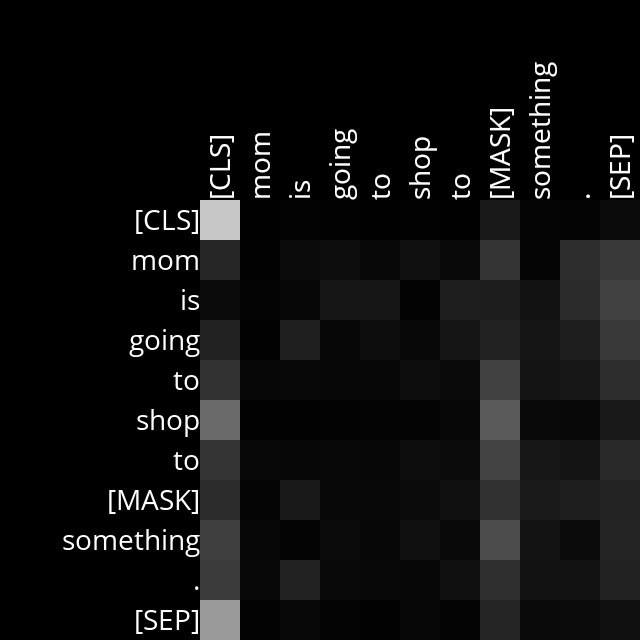 [CLS] mom is going to shop to [MASK] something . [SEP]
[CLS]
mom
is
going
to
shop
to
[MASK]
something
.
[SEP]